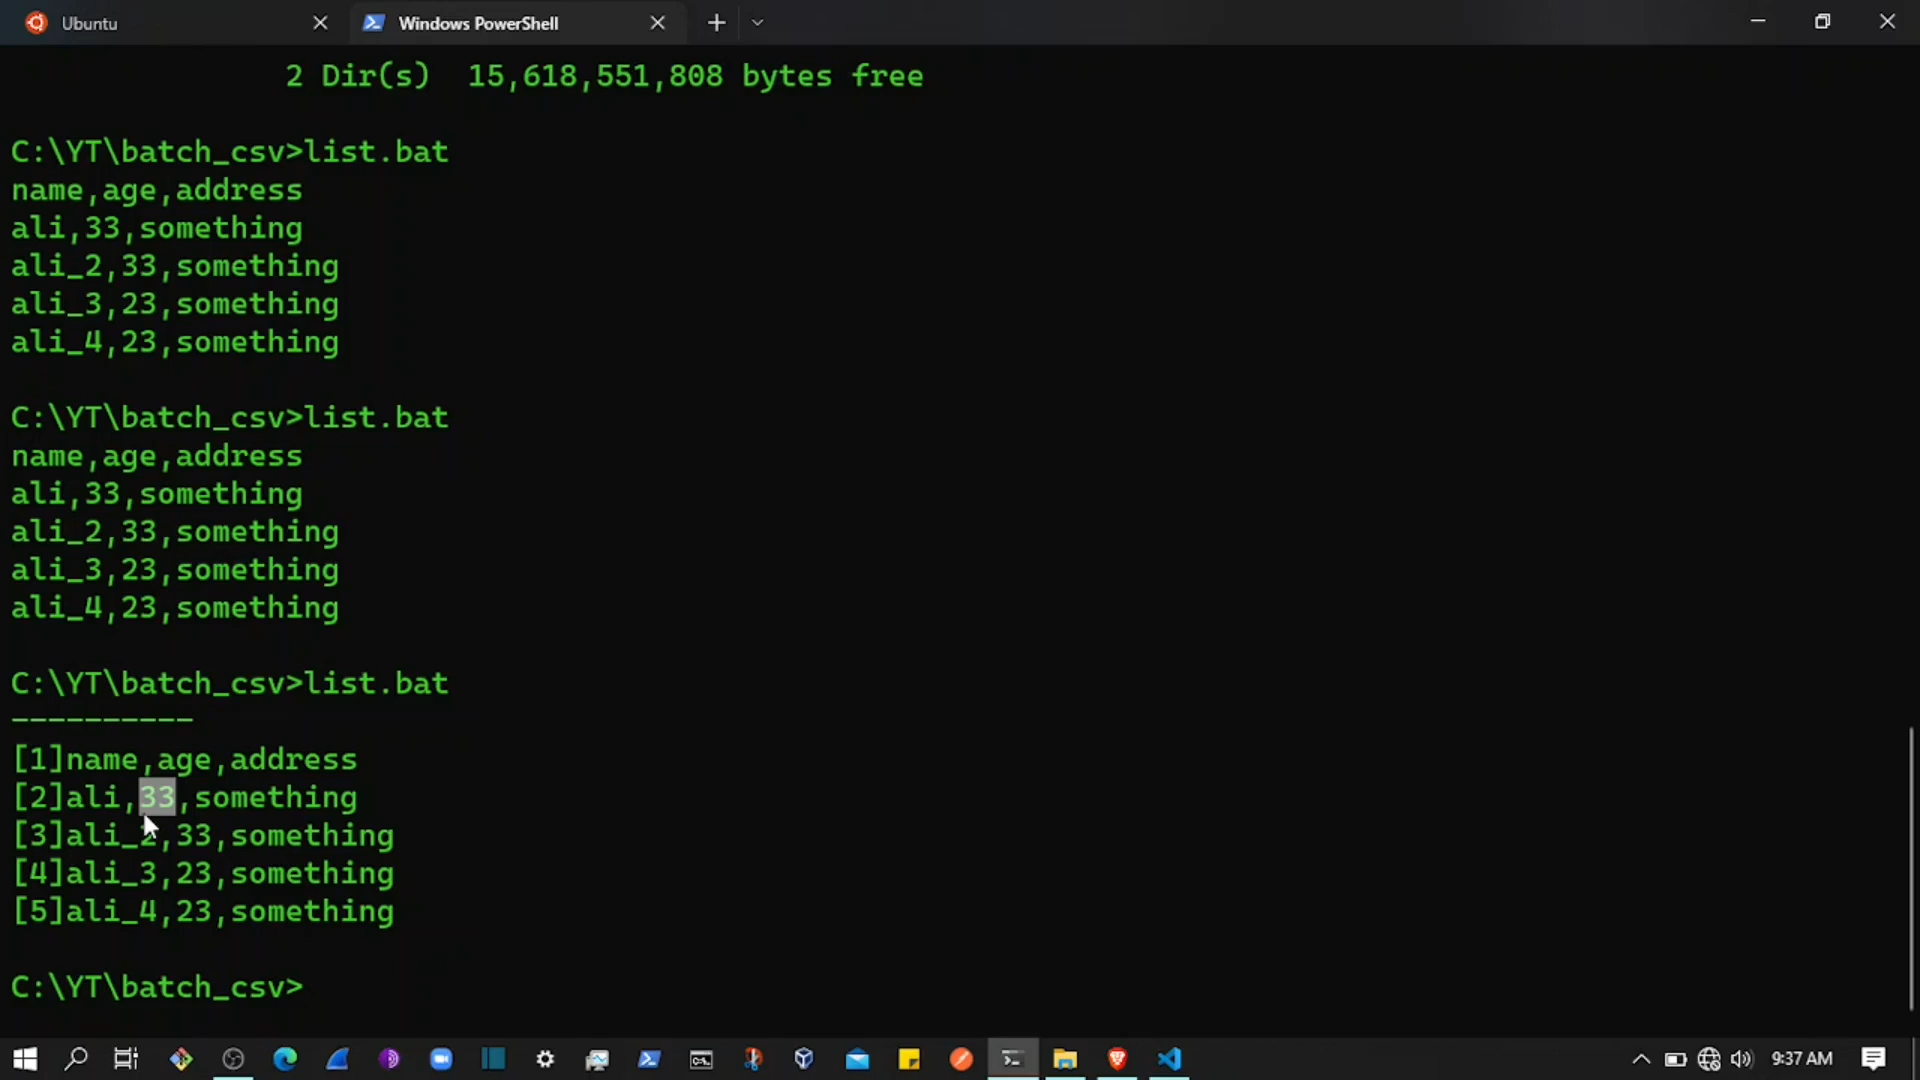 Ubuntu
Windows PowerShell
2 Dir(s)  15,618,551,808 bytes free
C:\YT\batch_csv>list.bat
name,age,address
ali,33,something
ali_2,33,something
ali_3,23,something
ali_4,23,something
C:\YT\batch_csv>list.bat
name,age,address
ali,33,something
ali_2,33,something
ali_3,23,something
ali_4,23,something
C:\YT\batch_csv>list.bat
----------
[1]name,age,address
[2]ali,33,something
[3]ali_2,33,something
[4]ali_3,23,something
[5]ali_4,23,something
C:\YT\batch_csv>
9:37 AM